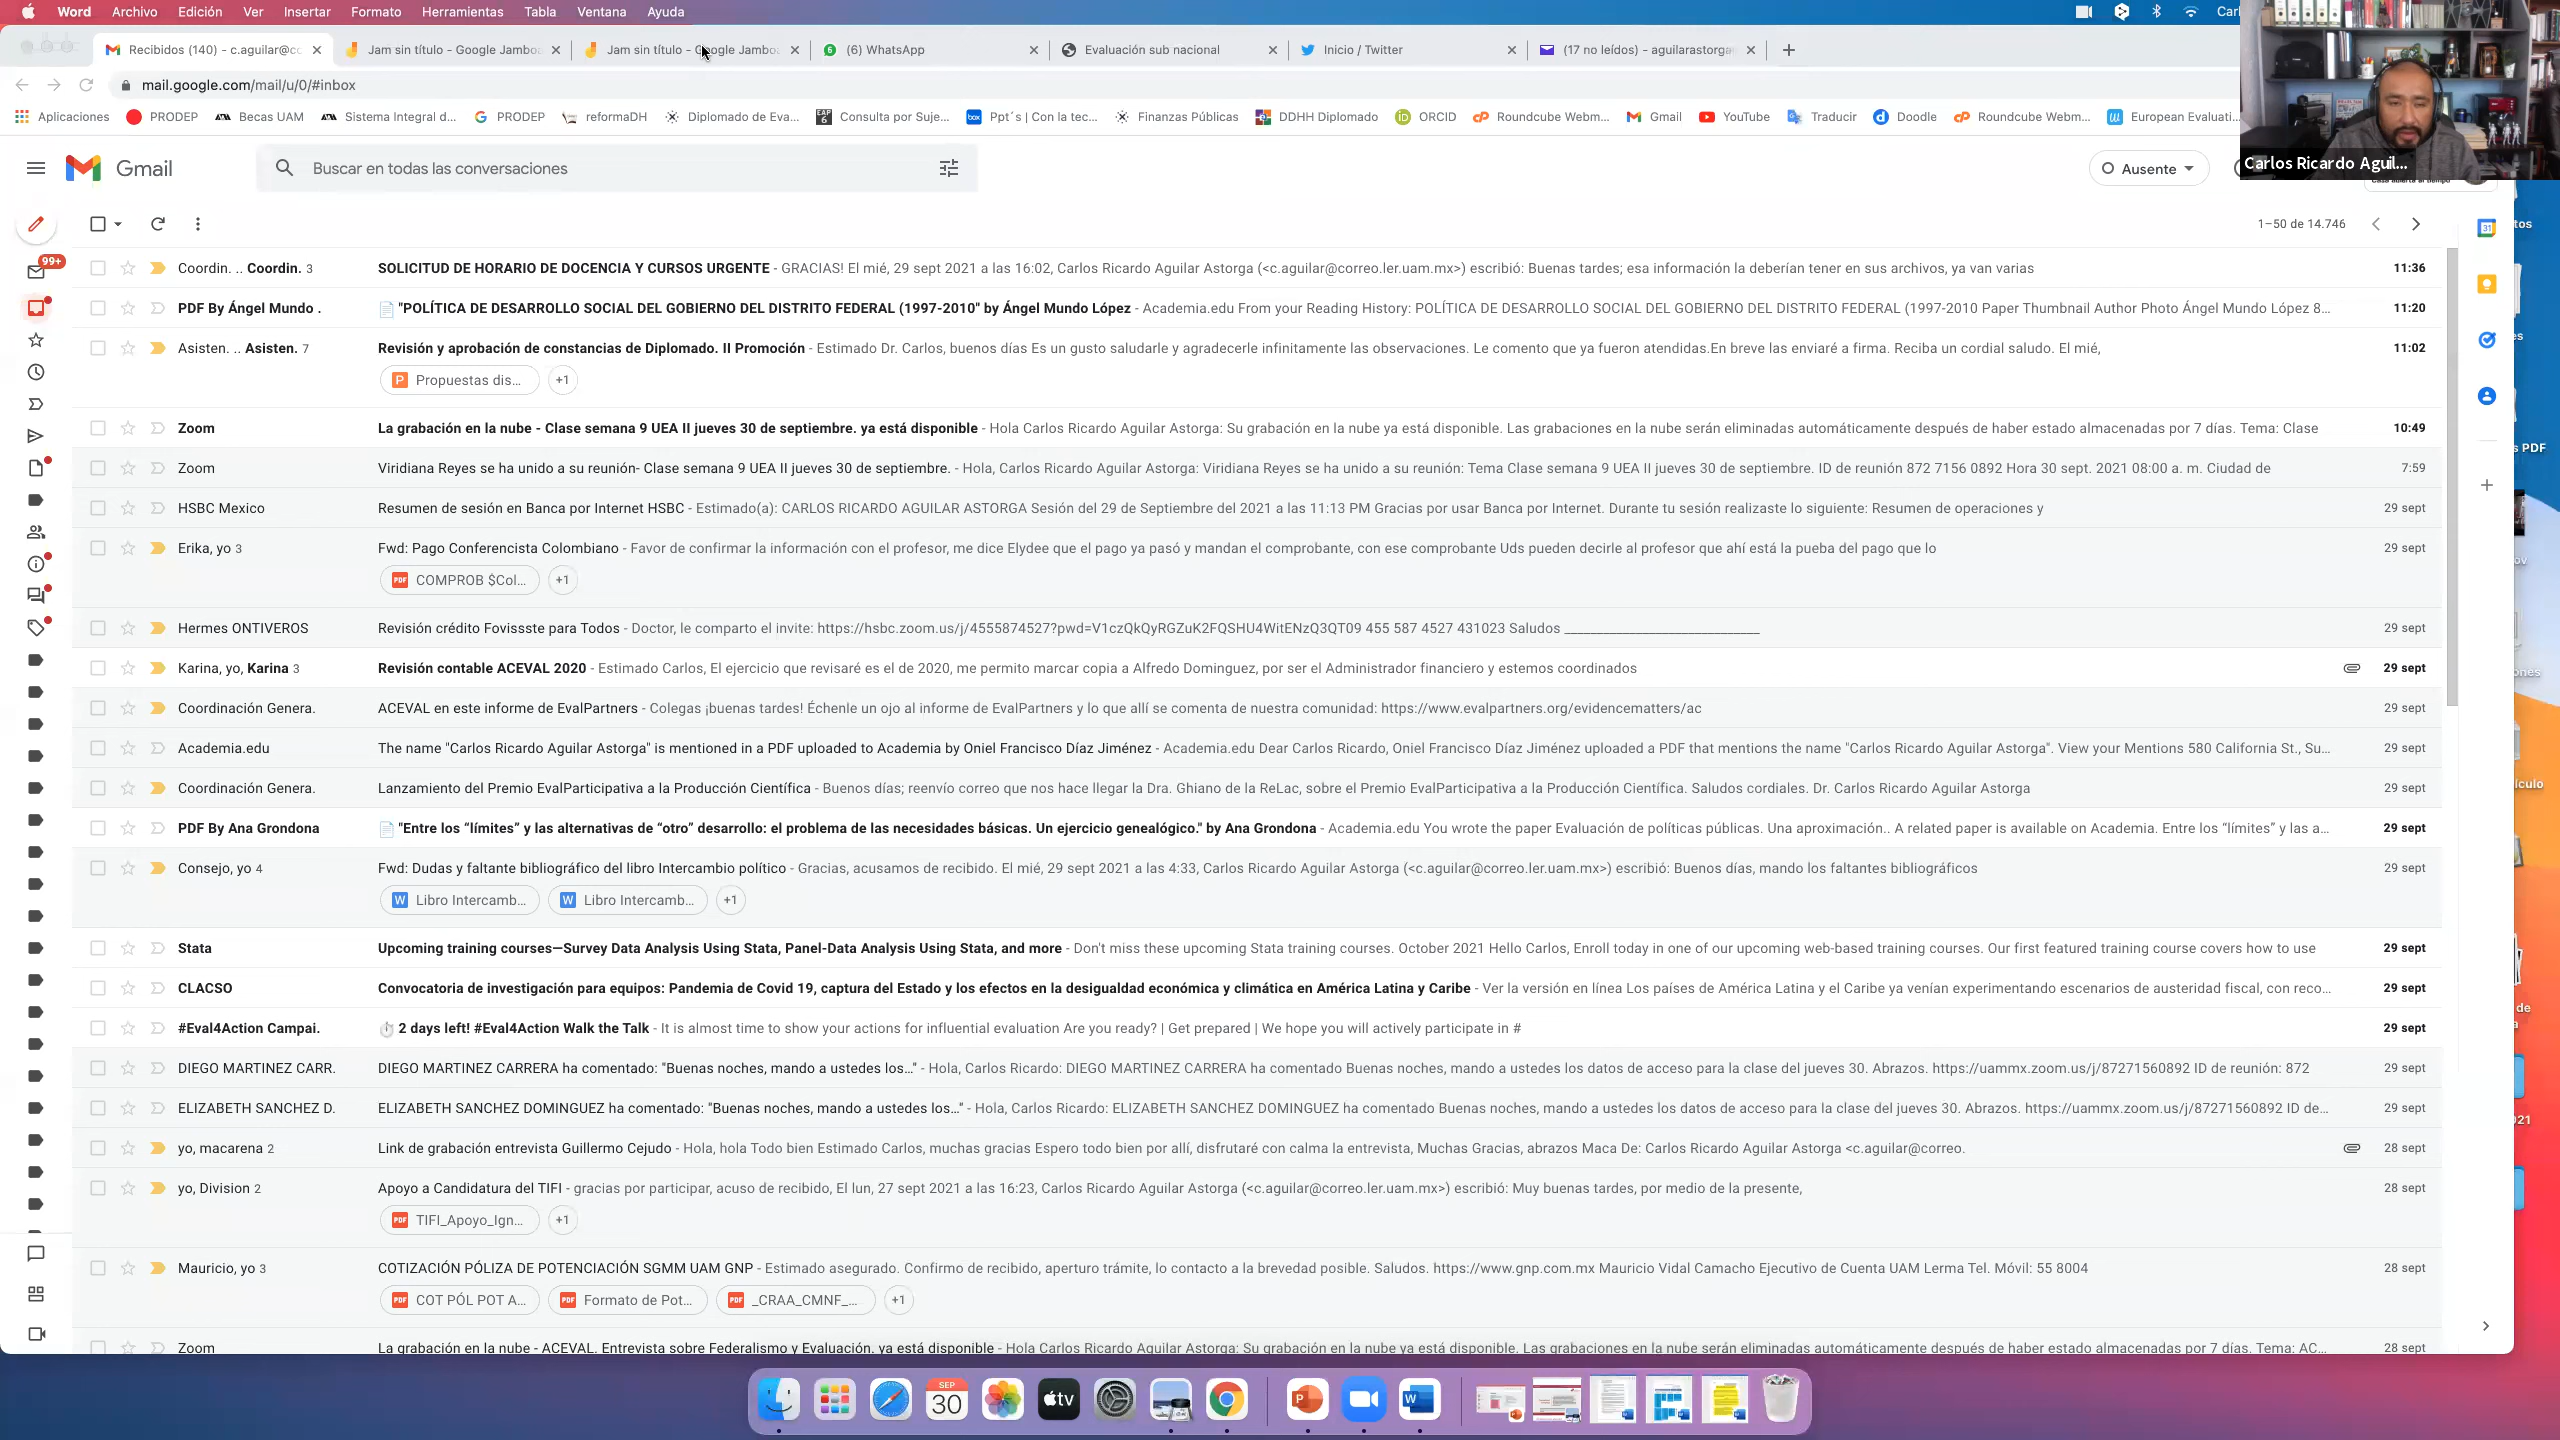 Word Archivo Edición Ver Insertar Formato Herramientas Tabla Ventana Ayuda
Recibidos (140) - c.aguilar@co
Jam sin título - Google Jambo
Jam sin título - Google Jambo
(6) WhatsApp
Evaluación sub nacional
Inicio / Twitter
(17 no leídos) - aguilarastorga
mail.google.com/mail/u/0/#inbox
Aplicaciones PRODEP Becas UAM Sistema Integral d... PRODEP reformaDH Diplomado de Eva... Consulta por Suje... Ppt´s | Con la tec... Finanzas Públicas DDHH Diplomado ORCID Roundcube Webm... Gmail YouTube Traducir Doodle Roundcube Webm... European Evaluati...
Carlos Ricardo Aguil...
Gmail
Buscar en todas las conversaciones
Ausente
1–50 de 14.746
99+
Coordin. .. Coordin. 3 SOLICITUD DE HORARIO DE DOCENCIA Y CURSOS URGENTE - GRACIAS! El mié, 29 sept 2021 a las 16:02, Carlos Ricardo Aguilar Astorga (<c.aguilar@correo.ler.uam.mx>) escribió: Buenas tardes; esa información la deberían tener en sus archivos, ya van varias 11:36
PDF By Ángel Mundo . "POLÍTICA DE DESARROLLO SOCIAL DEL GOBIERNO DEL DISTRITO FEDERAL (1997-2010" by Ángel Mundo López - Academia.edu From your Reading History: POLÍTICA DE DESARROLLO SOCIAL DEL GOBIERNO DEL DISTRITO FEDERAL (1997-2010 Paper Thumbnail Author Photo Ángel Mundo López 8... 11:20
Asisten. .. Asisten. 7 Revisión y aprobación de constancias de Diplomado. II Promoción - Estimado Dr. Carlos, buenos días Es un gusto saludarle y agradecerle infinitamente las observaciones. Le comento que ya fueron atendidas.En breve las enviaré a firma. Reciba un cordial saludo. El mié, 11:02
Propuestas dis... +1
Zoom La grabación en la nube - Clase semana 9 UEA II jueves 30 de septiembre. ya está disponible - Hola Carlos Ricardo Aguilar Astorga: Su grabación en la nube ya está disponible. Las grabaciones en la nube serán eliminadas automáticamente después de haber estado almacenadas por 7 días. Tema: Clase 10:49
Zoom Viridiana Reyes se ha unido a su reunión- Clase semana 9 UEA II jueves 30 de septiembre. - Hola, Carlos Ricardo Aguilar Astorga: Viridiana Reyes se ha unido a su reunión: Tema Clase semana 9 UEA II jueves 30 de septiembre. ID de reunión 872 7156 0892 Hora 30 sept. 2021 08:00 a. m. Ciudad de 7:59
HSBC Mexico Resumen de sesión en Banca por Internet HSBC - Estimado(a): CARLOS RICARDO AGUILAR ASTORGA Sesión del 29 de Septiembre del 2021 a las 11:13 PM Gracias por usar Banca por Internet. Durante tu sesión realizaste lo siguiente: Resumen de operaciones y 29 sept
Erika, yo 3 Fwd: Pago Conferencista Colombiano - Favor de confirmar la información con el profesor, me dice Elydee que el pago ya pasó y mandan el comprobante, con ese comprobante Uds pueden decirle al profesor que ahí está la pueba del pago que lo 29 sept
COMPROB $Col... +1
Hermes ONTIVEROS Revisión crédito Fovissste para Todos - Doctor, le comparto el invite: https://hsbc.zoom.us/j/4555874527?pwd=V1czQkQyRGZuK2FQSHU4WitENzQ3QT09 455 587 4527 431023 Saludos ____________________________ 29 sept
Karina, yo, Karina 3 Revisión contable ACEVAL 2020 - Estimado Carlos, El ejercicio que revisaré es el de 2020, me permito marcar copia a Alfredo Dominguez, por ser el Administrador financiero y estemos coordinados 29 sept
Coordinación Genera. ACEVAL en este informe de EvalPartners - Colegas ¡buenas tardes! Échenle un ojo al informe de EvalPartners y lo que allí se comenta de nuestra comunidad: https://www.evalpartners.org/evidencematters/ac 29 sept
Academia.edu The name "Carlos Ricardo Aguilar Astorga" is mentioned in a PDF uploaded to Academia by Oniel Francisco Díaz Jiménez - Academia.edu Dear Carlos Ricardo, Oniel Francisco Díaz Jiménez uploaded a PDF that mentions the name "Carlos Ricardo Aguilar Astorga". View your Mentions 580 California St., Su... 29 sept
Coordinación Genera. Lanzamiento del Premio EvalParticipativa a la Producción Científica - Buenos días; reenvío correo que nos hace llegar la Dra. Ghiano de la ReLac, sobre el Premio EvalParticipativa a la Producción Científica. Saludos cordiales. Dr. Carlos Ricardo Aguilar Astorga 29 sept
PDF By Ana Grondona "Entre los “límites” y las alternativas de “otro” desarrollo: el problema de las necesidades básicas. Un ejercicio genealógico." by Ana Grondona - Academia.edu You wrote the paper Evaluación de políticas públicas. Una aproximación.. A related paper is available on Academia. Entre los “límites” y las a... 29 sept
Consejo, yo 4 Fwd: Dudas y faltante bibliográfico del libro Intercambio político - Gracias, acusamos de recibido. El mié, 29 sept 2021 a las 4:33, Carlos Ricardo Aguilar Astorga (<c.aguilar@correo.ler.uam.mx>) escribió: Buenos días, mando los faltantes bibliográficos 29 sept
Libro Intercamb... Libro Intercamb... +1
Stata Upcoming training courses—Survey Data Analysis Using Stata, Panel-Data Analysis Using Stata, and more - Don't miss these upcoming Stata training courses. October 2021 Hello Carlos, Enroll today in one of our upcoming web-based training courses. Our first featured training course covers how to use 29 sept
CLACSO Convocatoria de investigación para equipos: Pandemia de Covid 19, captura del Estado y los efectos en la desigualdad económica y climática en América Latina y Caribe - Ver la versión en línea Los países de América Latina y el Caribe ya venían experimentando escenarios de austeridad fiscal, con reco... 29 sept
#Eval4Action Campai. 2 days left! #Eval4Action Walk the Talk - It is almost time to show your actions for influential evaluation Are you ready? | Get prepared | We hope you will actively participate in # 29 sept
DIEGO MARTINEZ CARR. DIEGO MARTINEZ CARRERA ha comentado: "Buenas noches, mando a ustedes los..." - Hola, Carlos Ricardo: DIEGO MARTINEZ CARRERA ha comentado Buenas noches, mando a ustedes los datos de acceso para la clase del jueves 30. Abrazos. https://uammx.zoom.us/j/87271560892 ID de reunión: 872 29 sept
ELIZABETH SANCHEZ D. ELIZABETH SANCHEZ DOMINGUEZ ha comentado: "Buenas noches, mando a ustedes los..." - Hola, Carlos Ricardo: ELIZABETH SANCHEZ DOMINGUEZ ha comentado Buenas noches, mando a ustedes los datos de acceso para la clase del jueves 30. Abrazos. https://uammx.zoom.us/j/87271560892 ID de... 29 sept
yo, macarena 2 Link de grabación entrevista Guillermo Cejudo - Hola, hola Todo bien Estimado Carlos, muchas gracias Espero todo bien por allí, disfrutaré con calma la entrevista, Muchas Gracias, abrazos Maca De: Carlos Ricardo Aguilar Astorga <c.aguilar@correo. 28 sept
yo, Division 2 Apoyo a Candidatura del TIFI - gracias por participar, acuso de recibido, El lun, 27 sept 2021 a las 16:23, Carlos Ricardo Aguilar Astorga (<c.aguilar@correo.ler.uam.mx>) escribió: Muy buenas tardes, por medio de la presente, 28 sept
TIFI_Apoyo_Ign... +1
Mauricio, yo 3 COTIZACIÓN PÓLIZA DE POTENCIACIÓN SGMM UAM GNP - Estimado asegurado. Confirmo de recibido, aperturo trámite, lo contacto a la brevedad posible. Saludos. https://www.gnp.com.mx Mauricio Vidal Camacho Ejecutivo de Cuenta UAM Lerma Tel. Móvil: 55 8004 28 sept
COT PÓL POT A... Formato de Pot... _CRAA_CMNF_... +1
Zoom La grabación en la nube - ACEVAL. Entrevista sobre Federalismo y Evaluación. ya está disponible - Hola Carlos Ricardo Aguilar Astorga: Su grabación en la nube ya está disponible. Las grabaciones en la nube serán eliminadas automáticamente después de haber estado almacenadas por 7 días. Tema: AC... 28 sept
SEP
30
tv